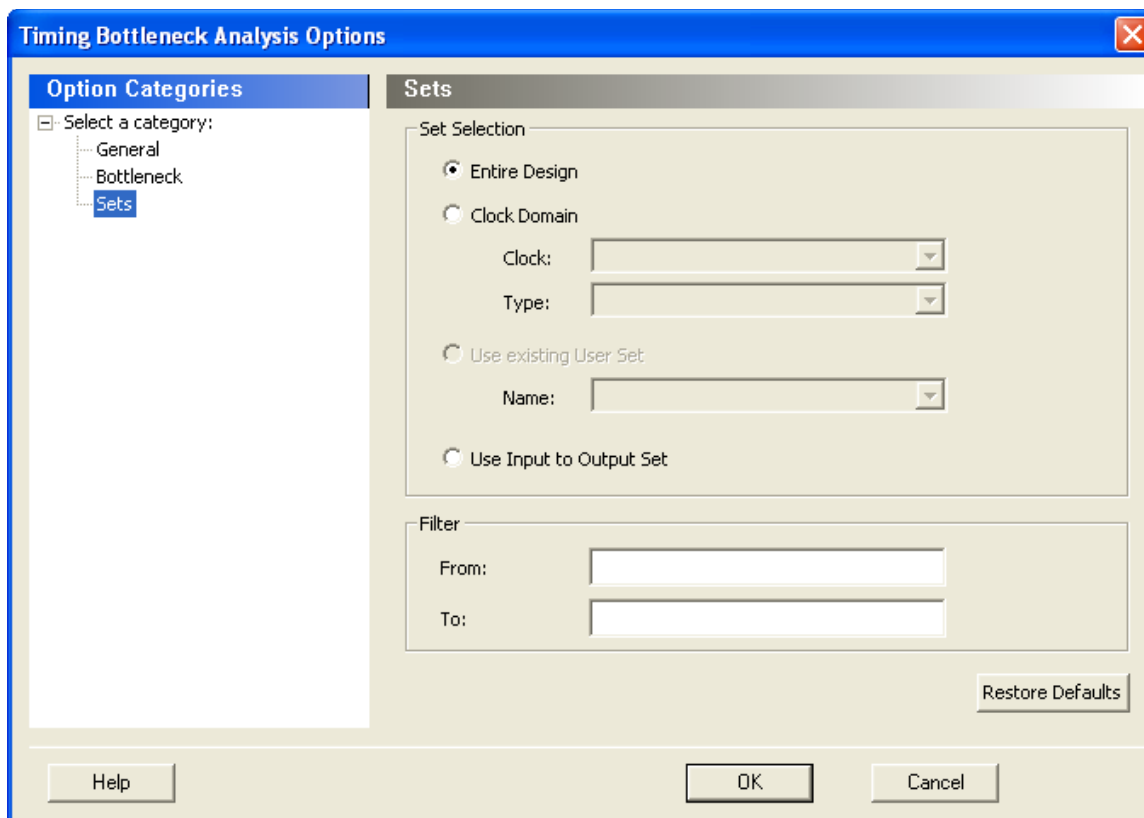 Timing Bottleneck Analysis Options
Option Categories
Select a category:
General
Bottleneck
Sets
Sets
Set Selection
Entire Design
Clock Domain
Clock:
Type:
Use existing User Set
Name:
Use Input to Output Set
Filter
From:
To:
Restore Defaults
Help
OK
Cancel